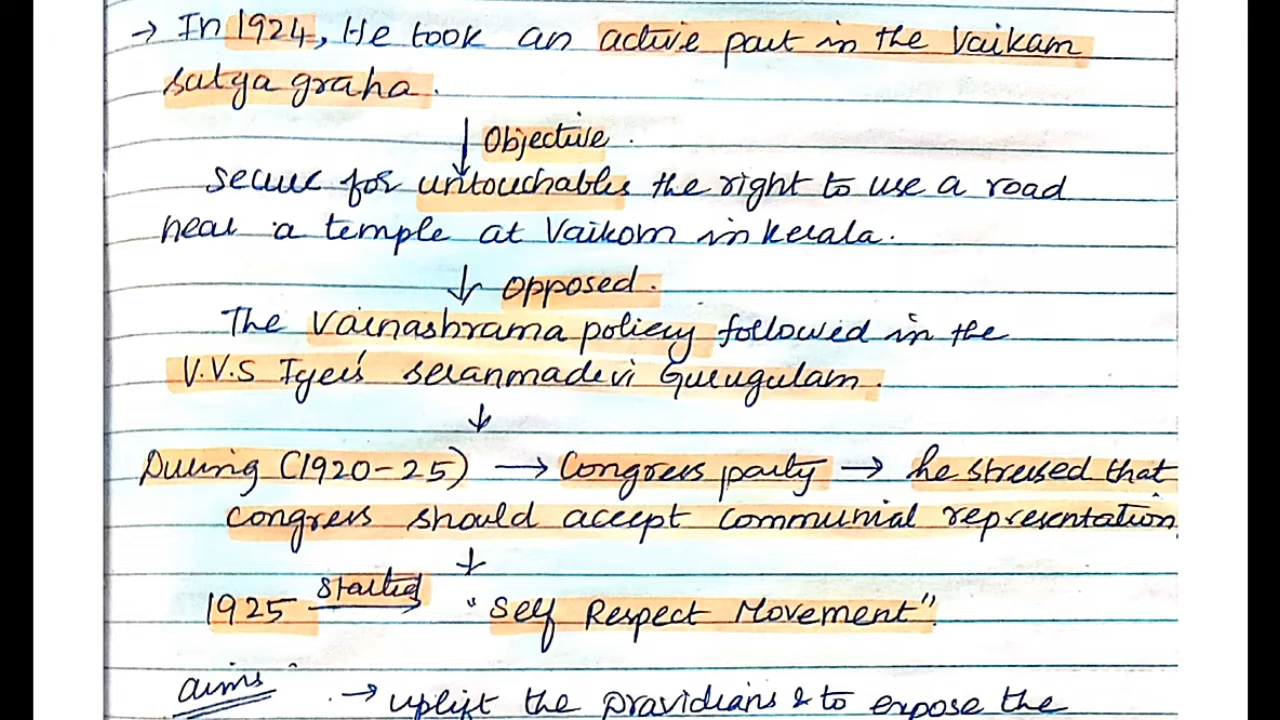 → In 1924, He took an active part in the Vaikam
satya graha.
↓ Objective.
secure for untouchables the right to use a road
near a temple at Vaikom in Kerala.
↓ opposed.
The Varnashrama policy followed in the
V.V.S Iyer's seranmadevi Gurugulam.
↓
During (1920-25) → Congress party → he stressed that
congress should accept communial representation
↓
1925 started → "Self Respect Movement"
aims → uplift the Dravidians & to expose the